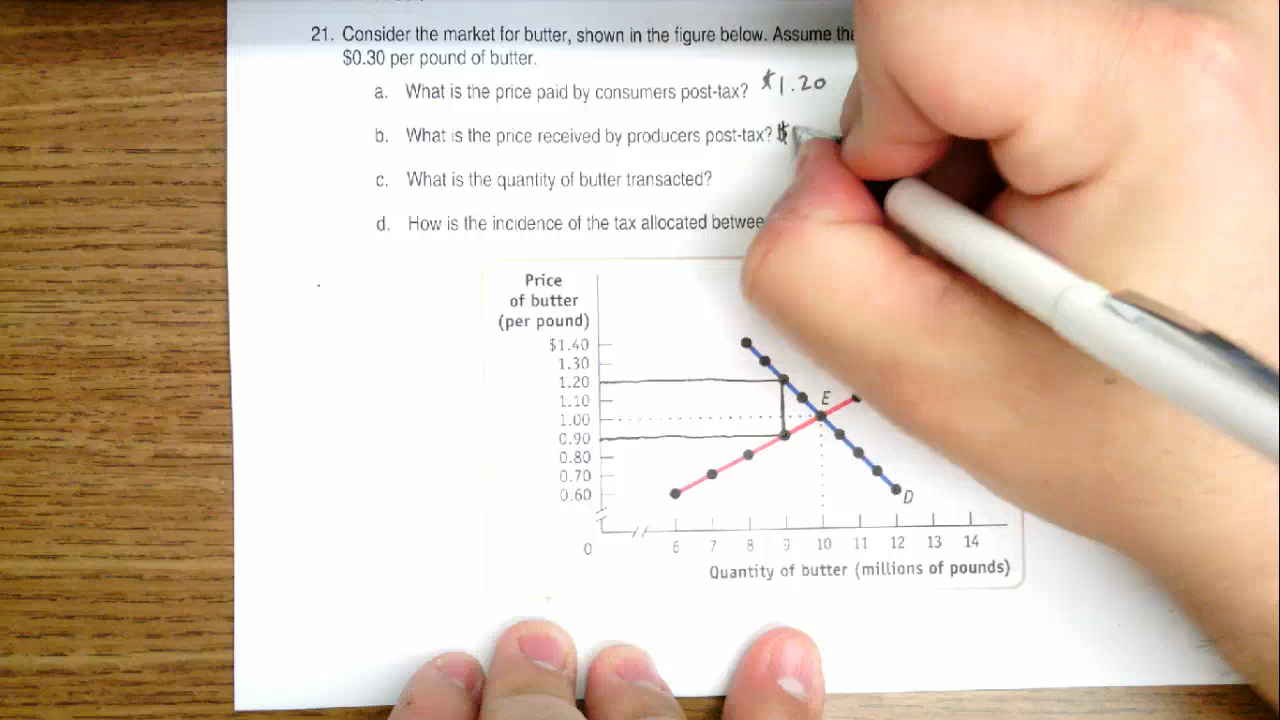 21. Consider the market for butter, shown in the figure below. Assume
$0.30 per pound of butter.
a. What is the price paid by consumers post-tax? $1.20
b. What is the price received by producers post-tax? $
c. What is the quantity of butter transacted?
d. How is the incidence of the tax allocated
Price
of butter
(per pound)
$1.40
1.30
1.20
1.10
1.00
0.90
0.80
0.70
0.60
E
D
0 6 7 8 9 10 11 12 13 14
Quantity of butter (millions of pounds)